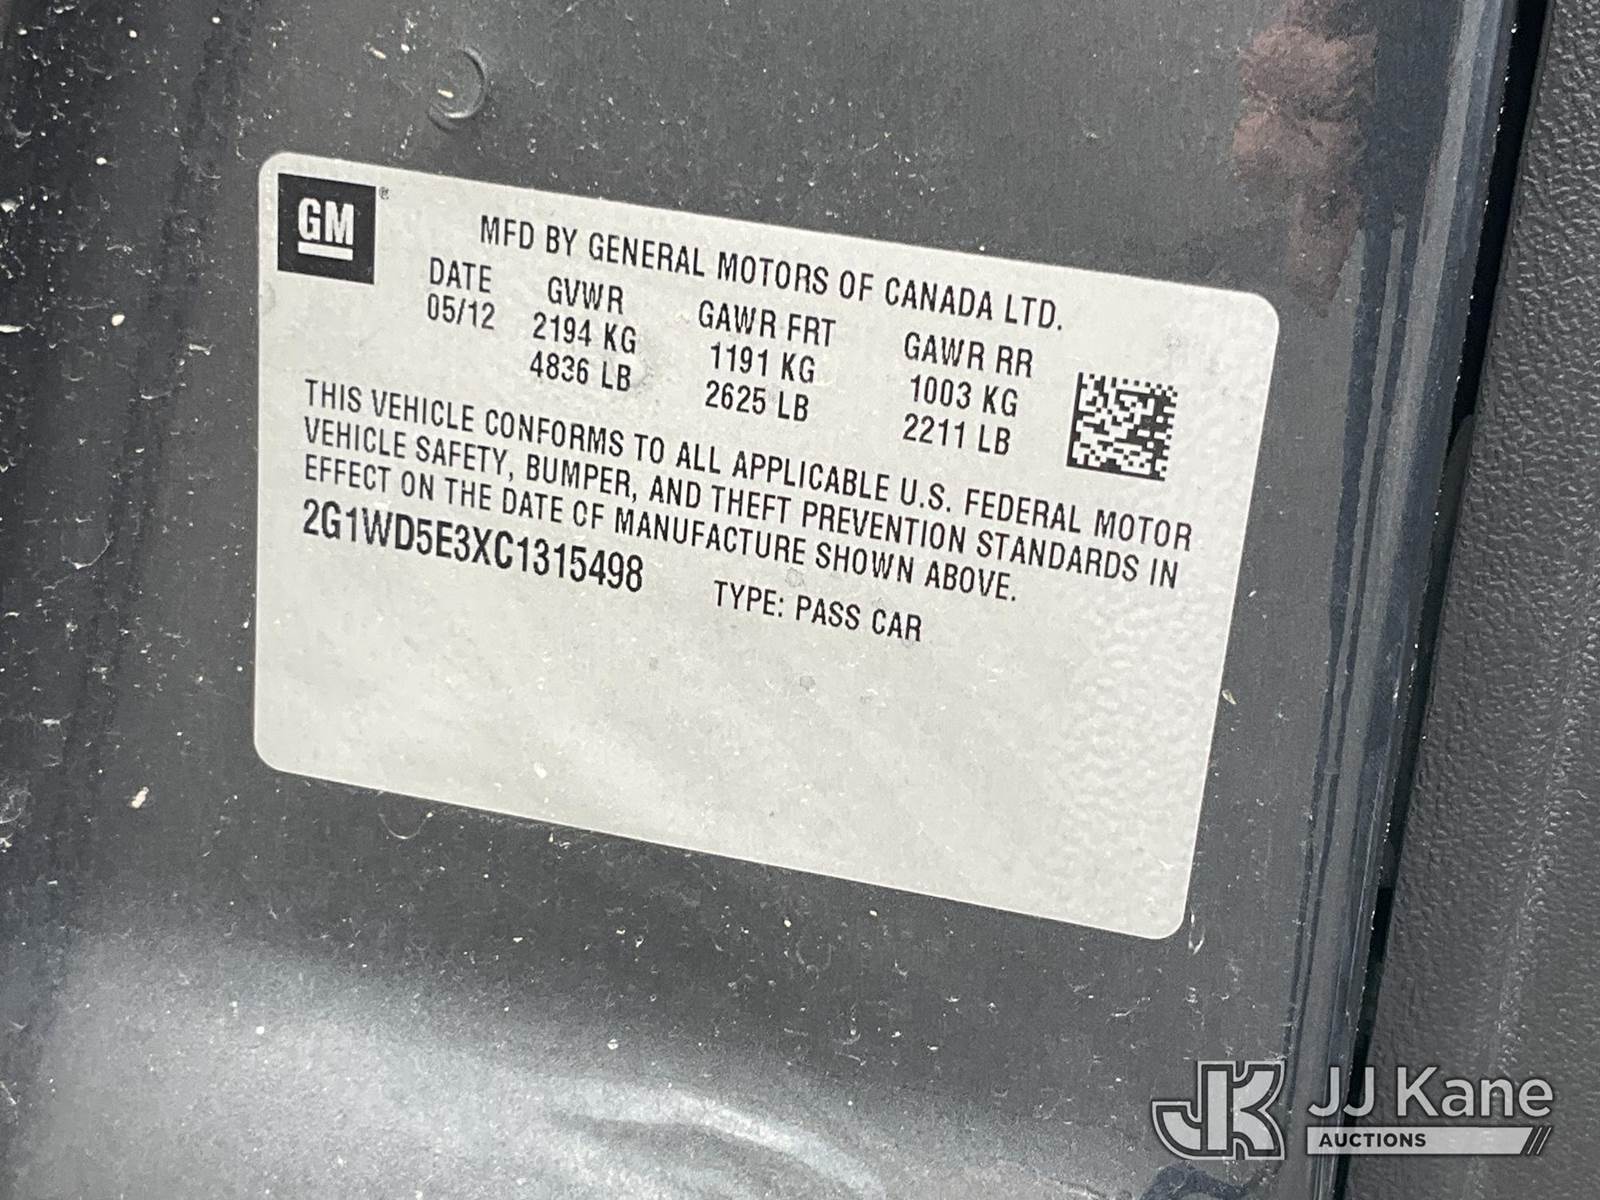 GM®
MFD BY GENERAL MOTORS OF CANADA LTD.
DATE GVWR GAWR FRT GAWR RR
05/12 2194 KG 1191 KG 1003 KG
4836 LB 2625 LB 2211 LB
THIS VEHICLE CONFORMS TO ALL APPLICABLE U.S. FEDERAL MOTOR
VEHICLE SAFETY, BUMPER, AND THEFT PREVENTION STANDARDS IN
EFFECT ON THE DATE OF MANUFACTURE SHOWN ABOVE.
2G1WD5E3XC1315498 TYPE: PASS CAR
JK JJ Kane
AUCTIONS